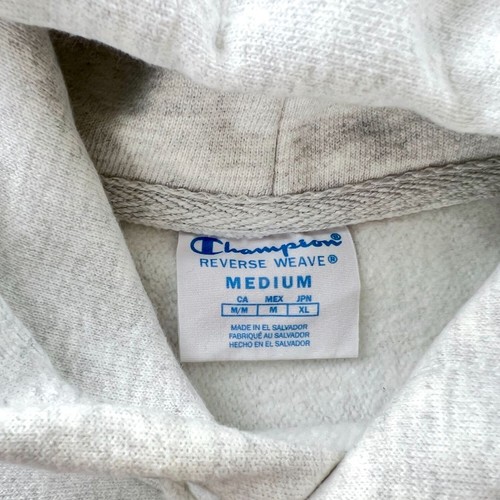 Champion®
REVERSE WEAVE®
MEDIUM
CA MEX JPN
M/M M XL
MADE IN EL SALVADOR
FABRIQUÉ AU SALVADOR
HECHO EN EL SALVADOR